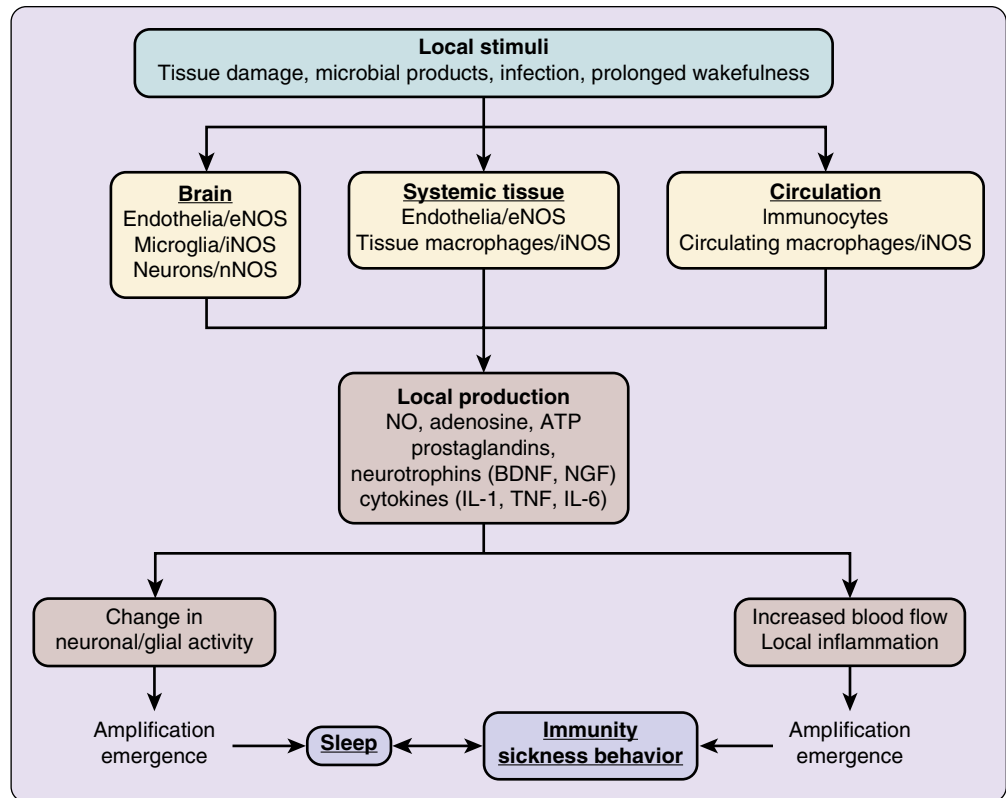 Local stimuli
Tissue damage, microbial products, infection, prolonged wakefulness
Brain
Endothelia/eNOS
Microglia/iNOS
Neurons/nNOS
Systemic tissue
Endothelia/eNOS
Tissue macrophages/iNOS
Circulation
Immunocytes
Circulating macrophages/iNOS
Local production
NO, adenosine, ATP
prostaglandins,
neurotrophins (BDNF, NGF)
cytokines (IL-1, TNF, IL-6)
Change in
neuronal/glial activity
Increased blood flow
Local inflammation
Amplification
emergence
Sleep
Immunity
sickness behavior
Amplification
emergence